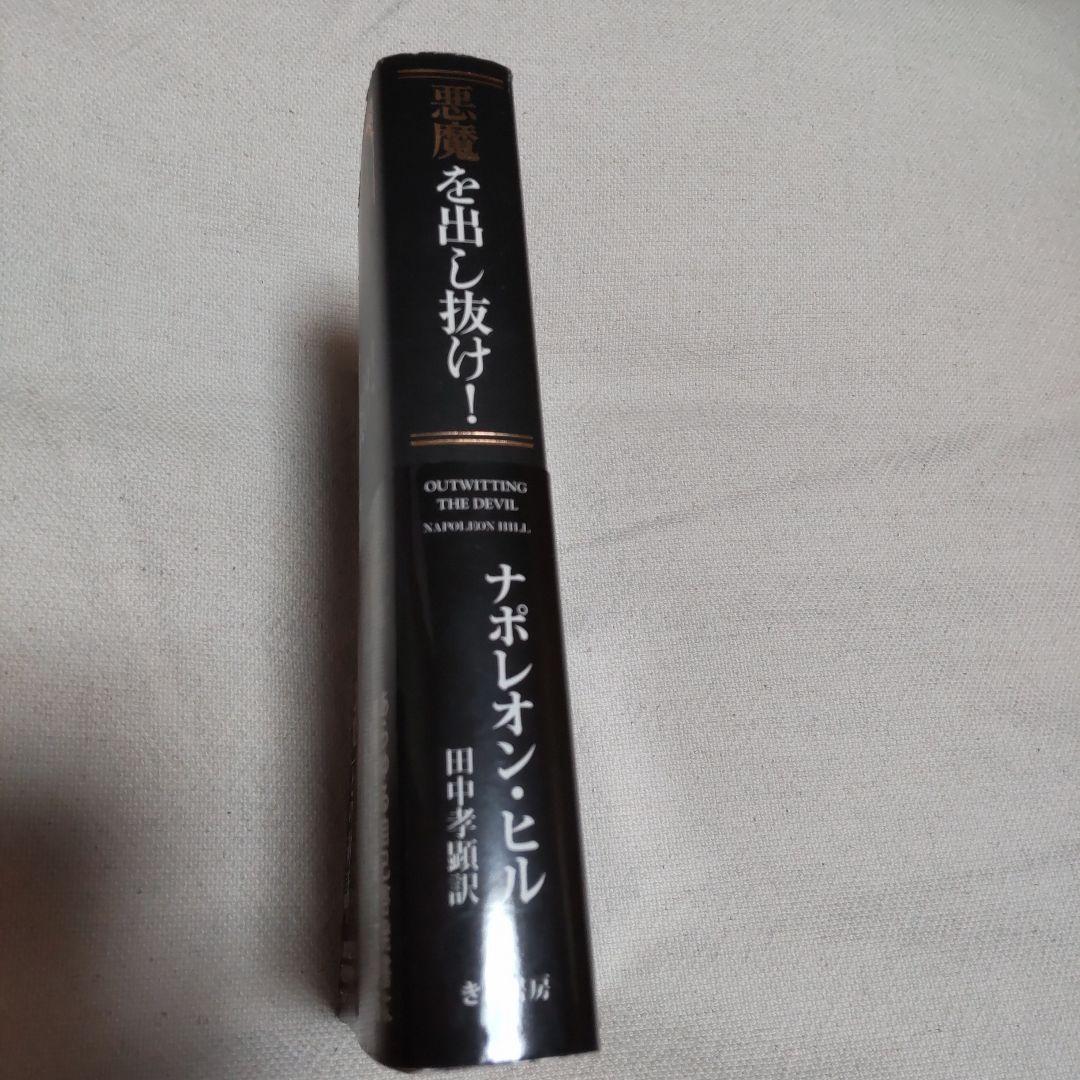 悪魔を出し抜け!
OUTWITTING
THE DEVIL
NAPOLEON HILL
ナポレオン・ヒル
田中孝顕訳